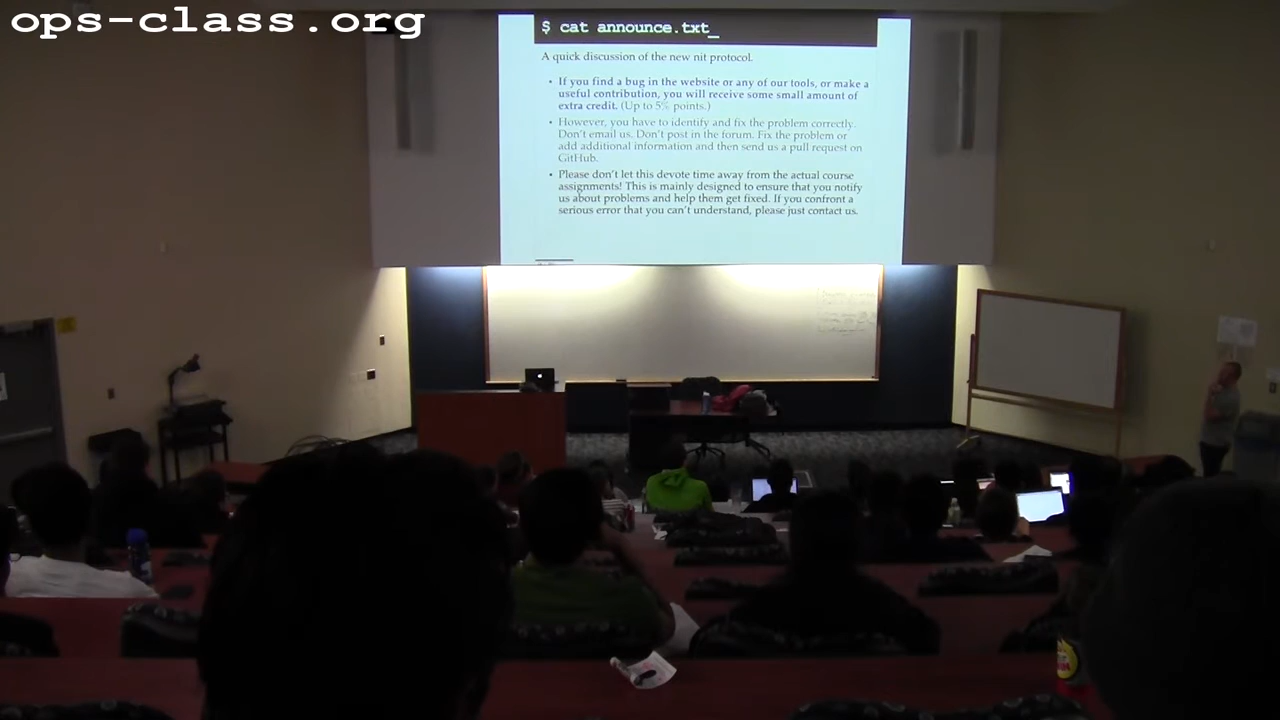 ops-class.org
$ cat announce.txt_
A quick discussion of the new nit protocol.
• If you find a bug in the website or any of our tools, or make a
useful contribution, you will receive some small amount of
extra credit. (Up to 5% points.)
• However, you have to identify and fix the problem correctly.
Don't email us. Don't post in the forum. Fix the problem or
add additional information and then send us a pull request on
GitHub.
• Please don't let this devote time away from the actual course
assignments! This is mainly designed to ensure that you notify
us about problems and help them get fixed. If you confront a
serious error that you can't understand, please just contact us.